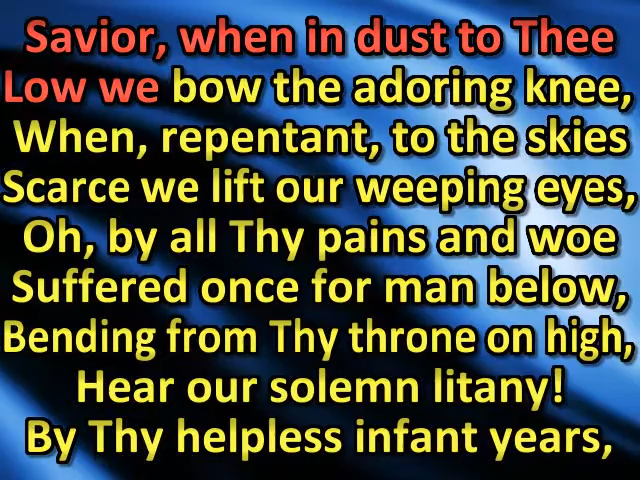 Savior, when in dust to Thee
Low we bow the adoring knee,
When, repentant, to the skies
Scarce we lift our weeping eyes,
Oh, by all Thy pains and woe
Suffered once for man below,
Bending from Thy throne on high,
Hear our solemn litany!
By Thy helpless infant years,